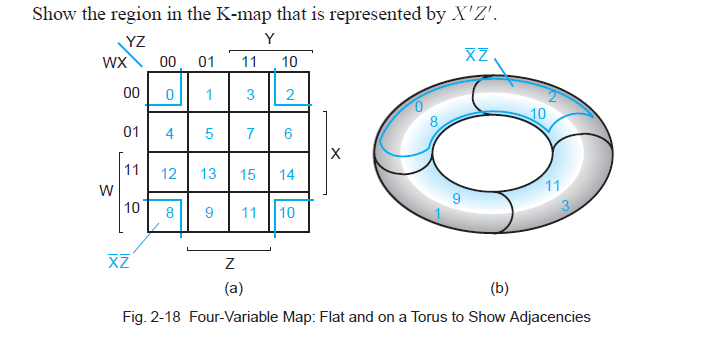 Show the region in the K-map that is represented by X'Z'.
YZ
Y
WX 00 01 11 10
00 0 1 3 2
01 4 5 7 6
X
11 12 13 15 14
W
10 8 9 11 10
X̅Z̅
Z
(a)
X̅Z̅
0 8 10 2
1 9 11 3
(b)
Fig. 2-18 Four-Variable Map: Flat and on a Torus to Show Adjacencies